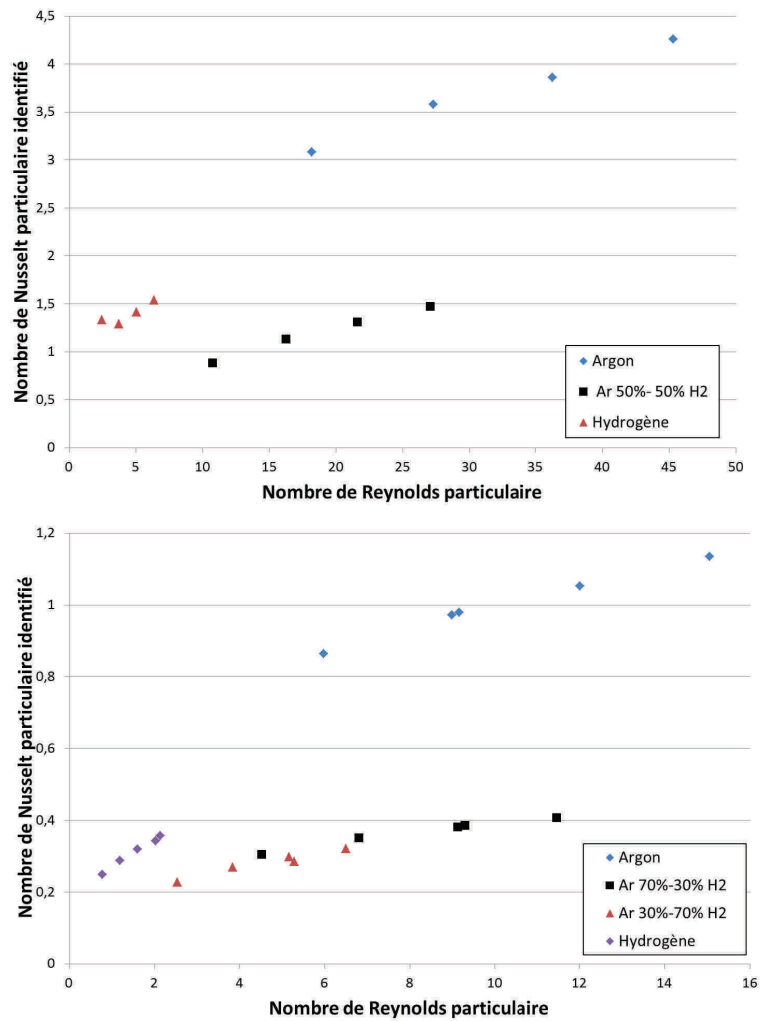 4,5
4
3,5
3
2,5
2
1,5
1
0,5
0
Nombre de Nusselt particulaire identifié
0 5 10 15 20 25 30 35 40 45 50
Nombre de Reynolds particulaire
Argon
Ar 50%- 50% H2
Hydrogène
1,2
1
0,8
0,6
0,4
0,2
0
Nombre de Nusselt particulaire identifié
0 2 4 6 8 10 12 14 16
Nombre de Reynolds particulaire
Argon
Ar 70%-30% H2
Ar 30%-70% H2
Hydrogène